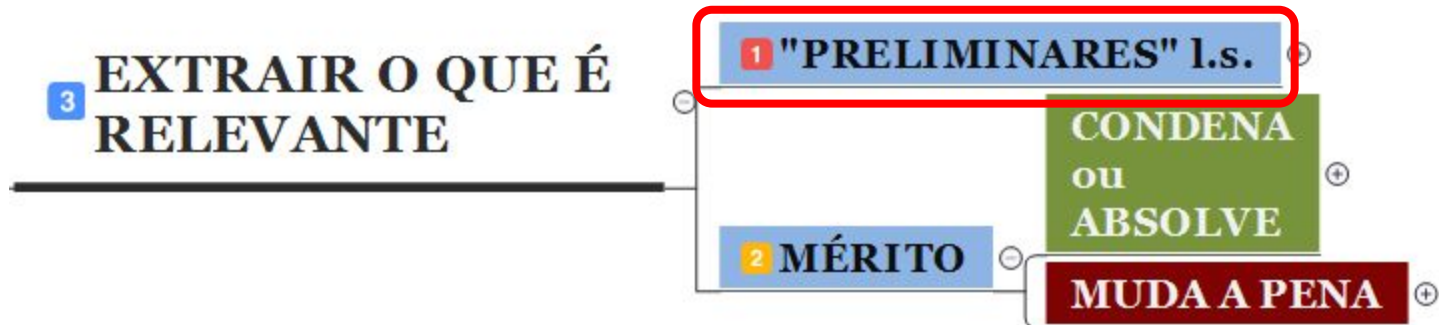 3 EXTRAIR O QUE É
RELEVANTE
1 "PRELIMINARES" l.s.
CONDENA
ou
ABSOLVE
2 MÉRITO
MUDA A PENA